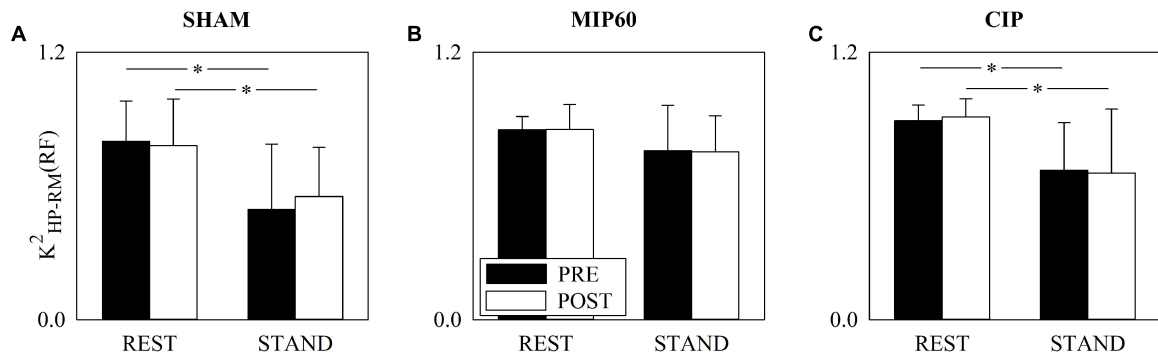 SHAM
MIP60
CIP
A
B
C
1.2
1.2
1.2
*
*
*
*
K²HP-RM(RF)
PRE
POST
0.0
0.0
0.0
REST STAND
REST STAND
REST STAND